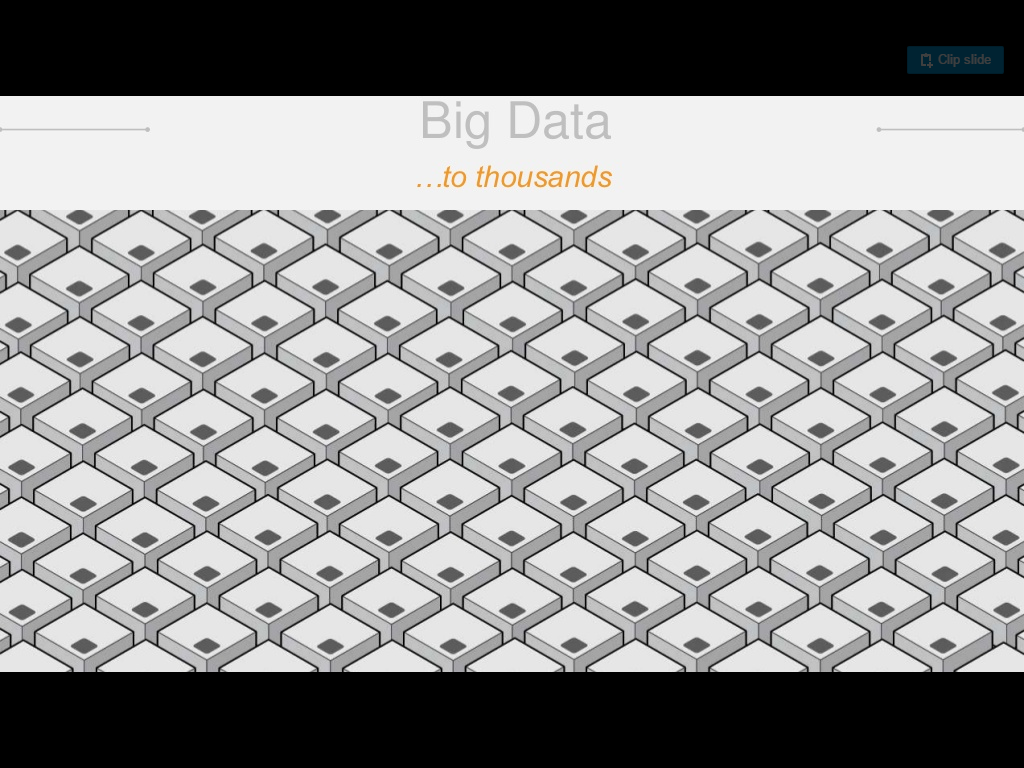 Clip slide
Big Data
…to thousands